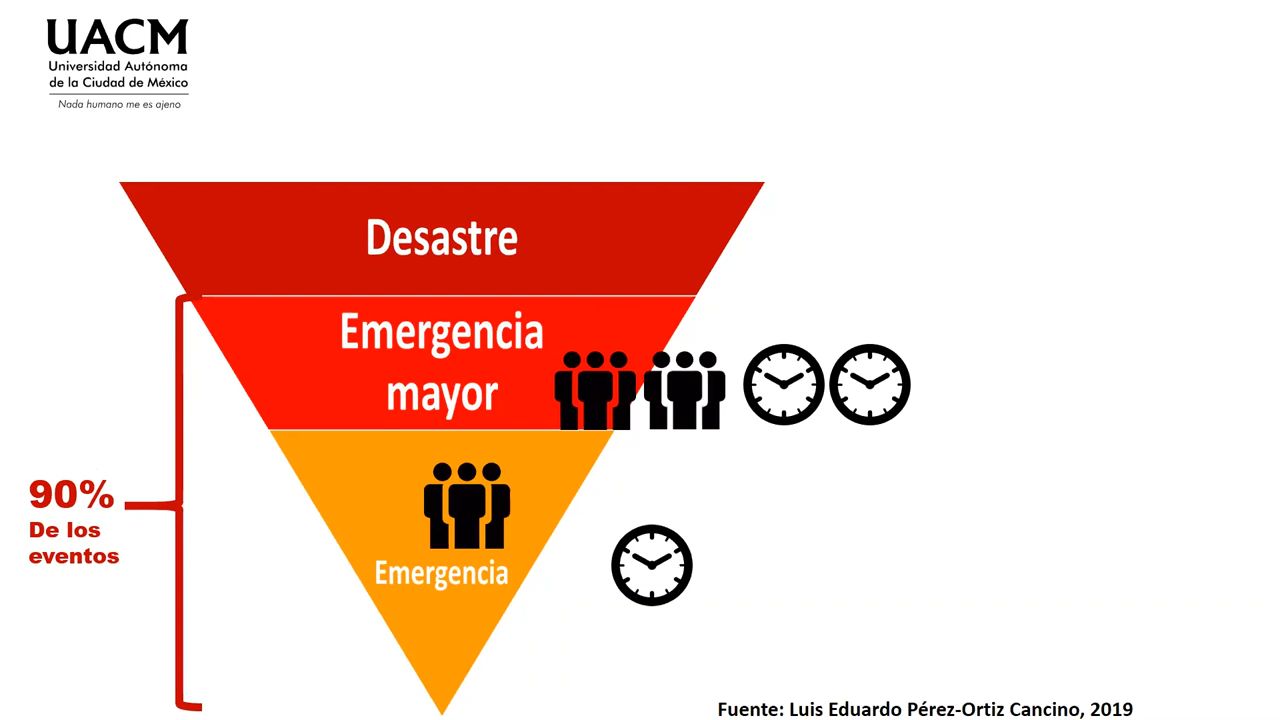 UACM
Universidad Autónoma
de la Ciudad de México
Nada humano me es ajeno
Desastre
Emergencia
mayor
90%
De los
eventos
Emergencia
Fuente: Luis Eduardo Pérez-Ortiz Cancino, 2019